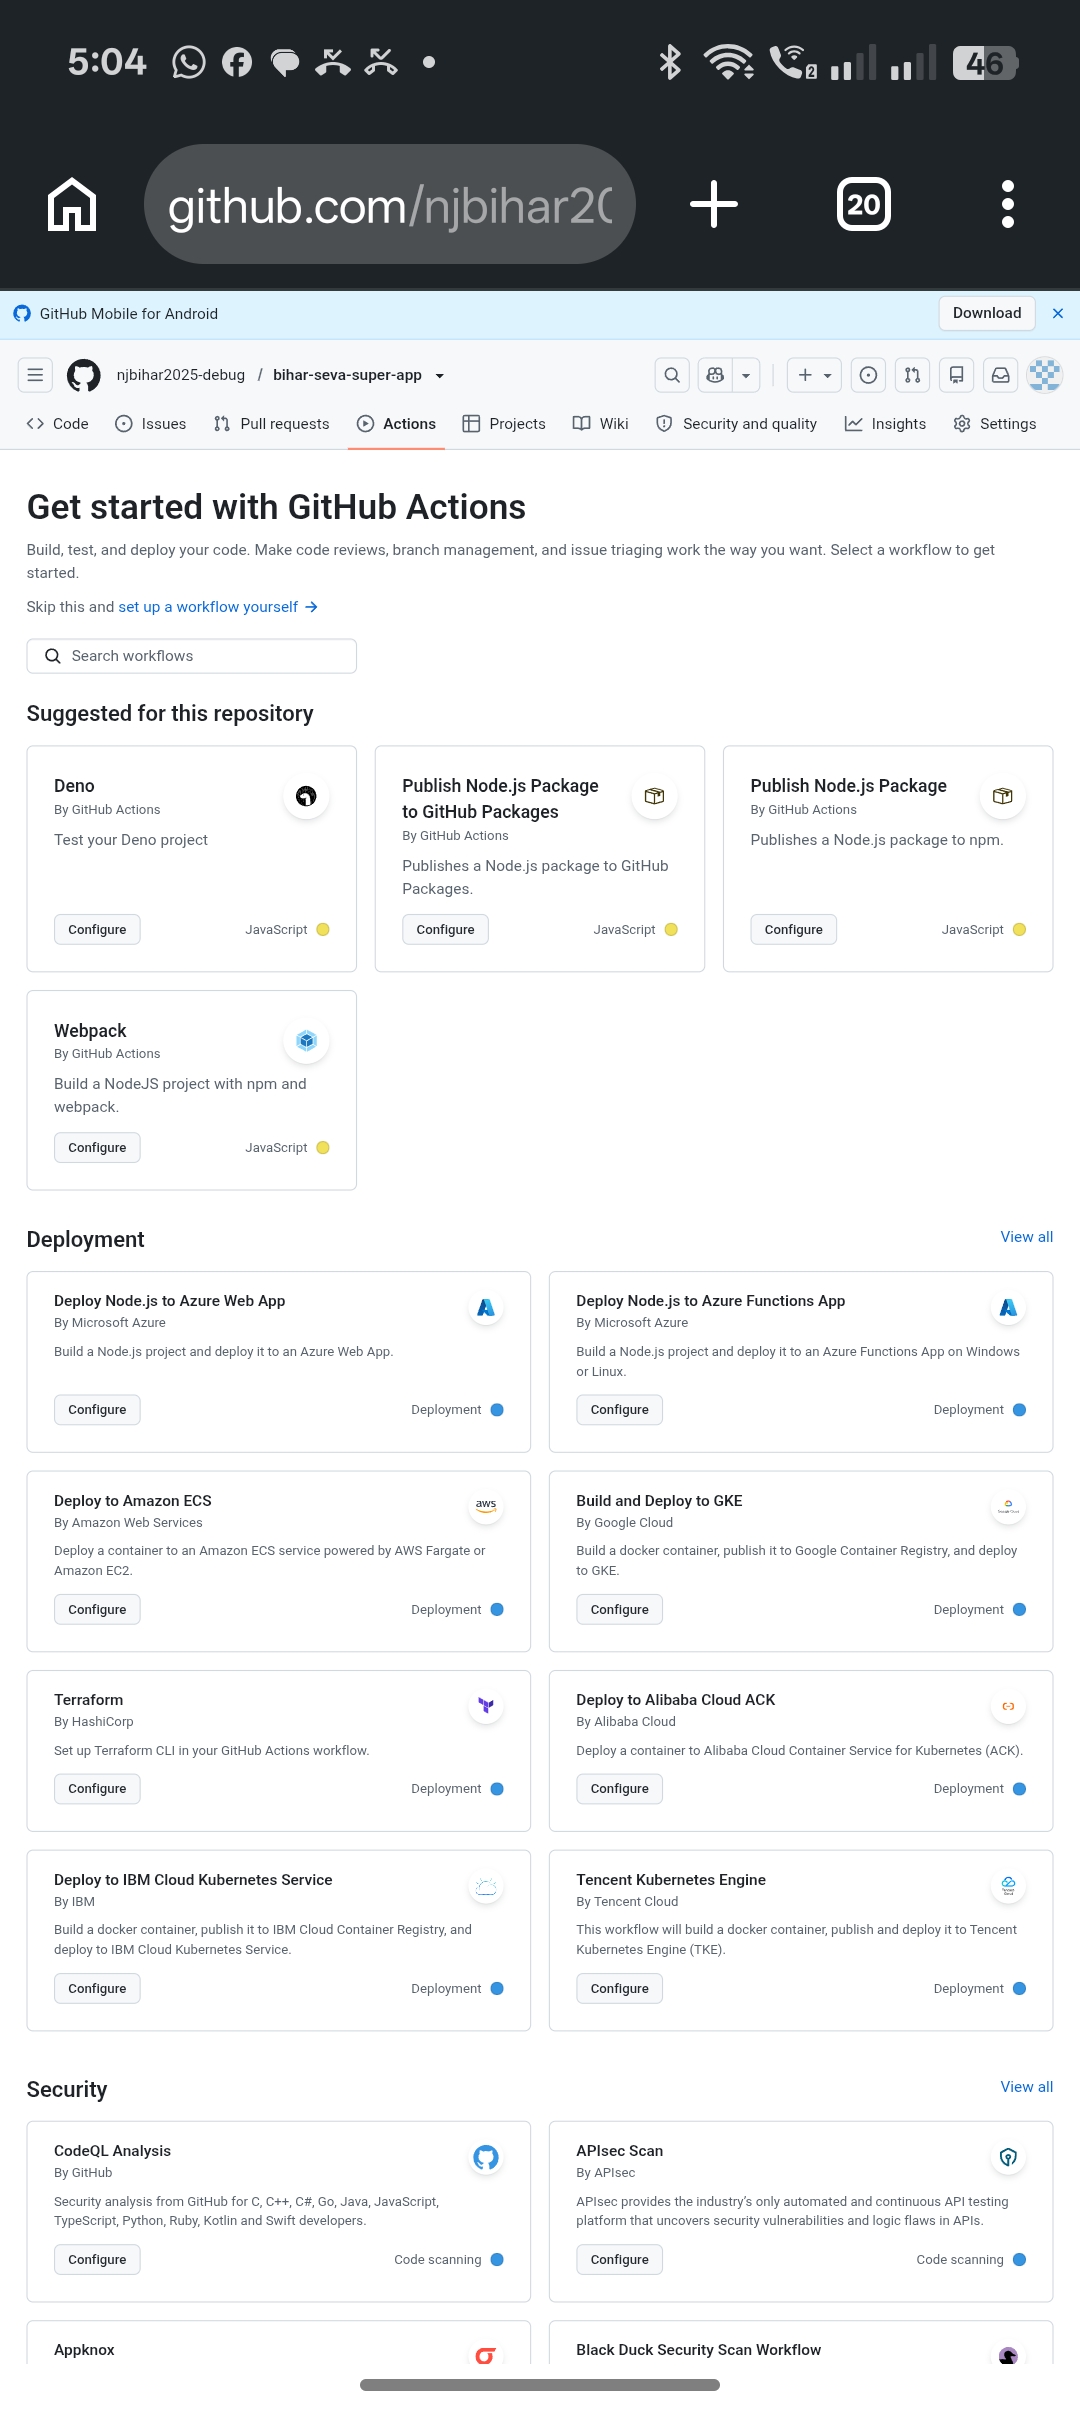 5:04
2
46
github.com/njbihar20
20
GitHub Mobile for Android
Download
njbihar2025-debug / bihar-seva-super-app
Code
Issues
Pull requests
Actions
Projects
Wiki
Security and quality
Insights
Settings
Get started with GitHub Actions
Build, test, and deploy your code. Make code reviews, branch management, and issue triaging work the way you want. Select a workflow to get
started.
Skip this and set up a workflow yourself →
Search workflows
Suggested for this repository
Deno
By GitHub Actions
Test your Deno project
Configure
JavaScript
Publish Node.js Package
to GitHub Packages
By GitHub Actions
Publishes a Node.js package to GitHub
Packages.
Configure
JavaScript
Publish Node.js Package
By GitHub Actions
Publishes a Node.js package to npm.
Configure
JavaScript
Webpack
By GitHub Actions
Build a NodeJS project with npm and
webpack.
Configure
JavaScript
Deployment
View all
Deploy Node.js to Azure Web App
By Microsoft Azure
Build a Node.js project and deploy it to an Azure Web App.
Configure
Deployment
Deploy Node.js to Azure Functions App
By Microsoft Azure
Build a Node.js project and deploy it to an Azure Functions App on Windows
or Linux.
Configure
Deployment
Deploy to Amazon ECS
By Amazon Web Services
aws
Deploy a container to an Amazon ECS service powered by AWS Fargate or
Amazon EC2.
Configure
Deployment
Build and Deploy to GKE
By Google Cloud
Build a docker container, publish it to Google Container Registry, and deploy
to GKE.
Configure
Deployment
Terraform
By HashiCorp
Set up Terraform CLI in your GitHub Actions workflow.
Configure
Deployment
Deploy to Alibaba Cloud ACK
By Alibaba Cloud
Deploy a container to Alibaba Cloud Container Service for Kubernetes (ACK).
Configure
Deployment
Deploy to IBM Cloud Kubernetes Service
By IBM
Build a docker container, publish it to IBM Cloud Container Registry, and
deploy to IBM Cloud Kubernetes Service.
Configure
Deployment
Tencent Kubernetes Engine
By Tencent Cloud
This workflow will build a docker container, publish and deploy it to Tencent
Kubernetes Engine (TKE).
Configure
Deployment
Security
View all
CodeQL Analysis
By GitHub
Security analysis from GitHub for C, C++, C#, Go, Java, JavaScript,
TypeScript, Python, Ruby, Kotlin and Swift developers.
Configure
Code scanning
APIsec Scan
By APIsec
APIsec provides the industry’s only automated and continuous API testing
platform that uncovers security vulnerabilities and logic flaws in APIs.
Configure
Code scanning
Appknox
Black Duck Security Scan Workflow